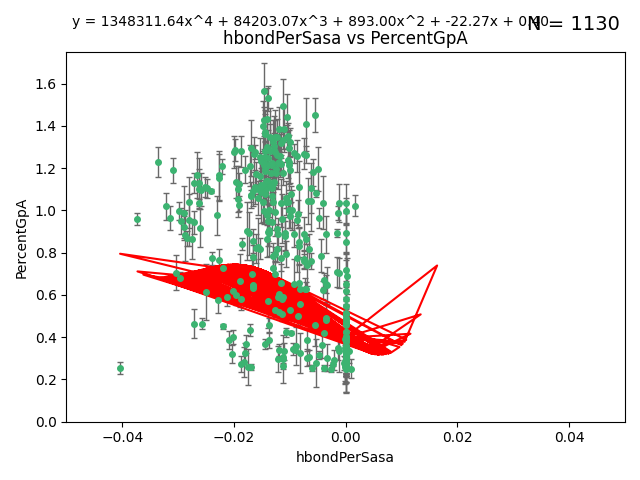 y = 1348311.64x^4 + 84203.07x^3 + 893.00x^2 + -22.27x + 0.40
N = 1130
hbondPerSasa vs PercentGpA
PercentGpA
1.6
1.4
1.2
1.0
0.8
0.6
0.4
0.2
0.0
−0.04 −0.02 0.00 0.02 0.04
hbondPerSasa